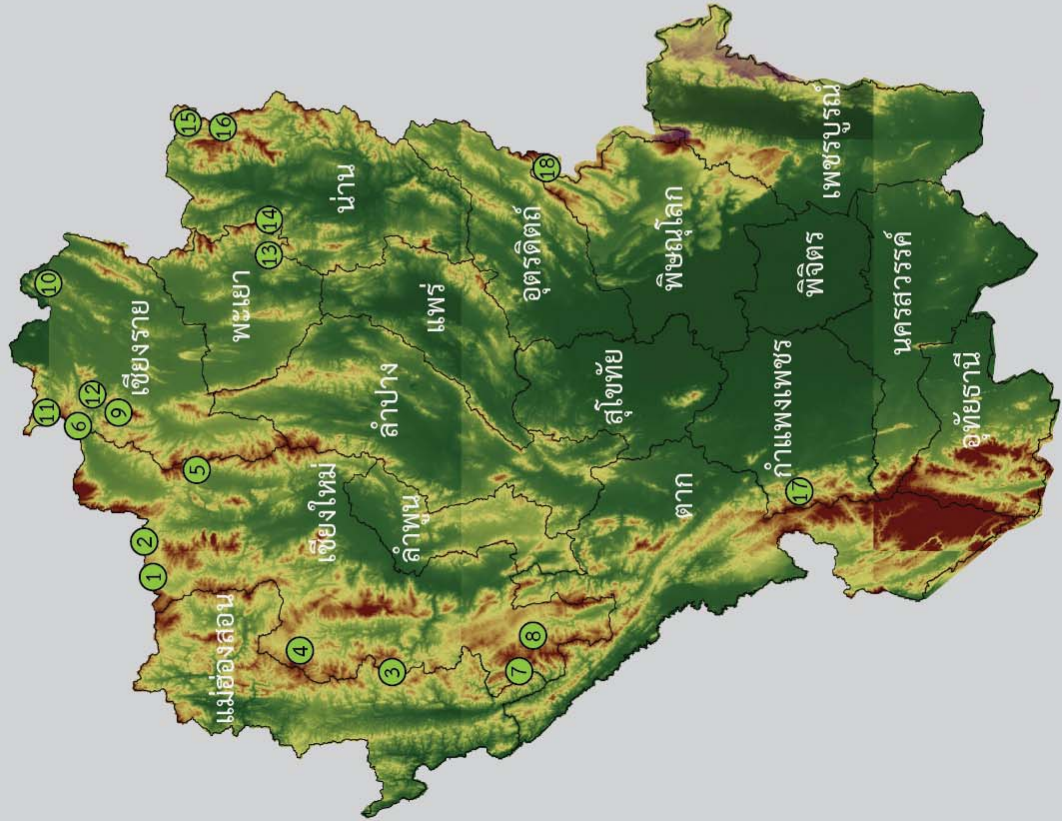 11
10
6
12
9
เชียงราย
15
16
5
2
1
พะเยา
13
14
น่าน
แม่ฮ่องสอน
4
เชียงใหม่
ลำปาง
แพร่
3
ลำพูน
7
8
อุตรดิตถ์
18
สุโขทัย
ตาก
พิษณุโลก
17
กำแพงเพชร
พิจิตร
เพชรบูรณ์
นครสวรรค์
อุทัยธานี